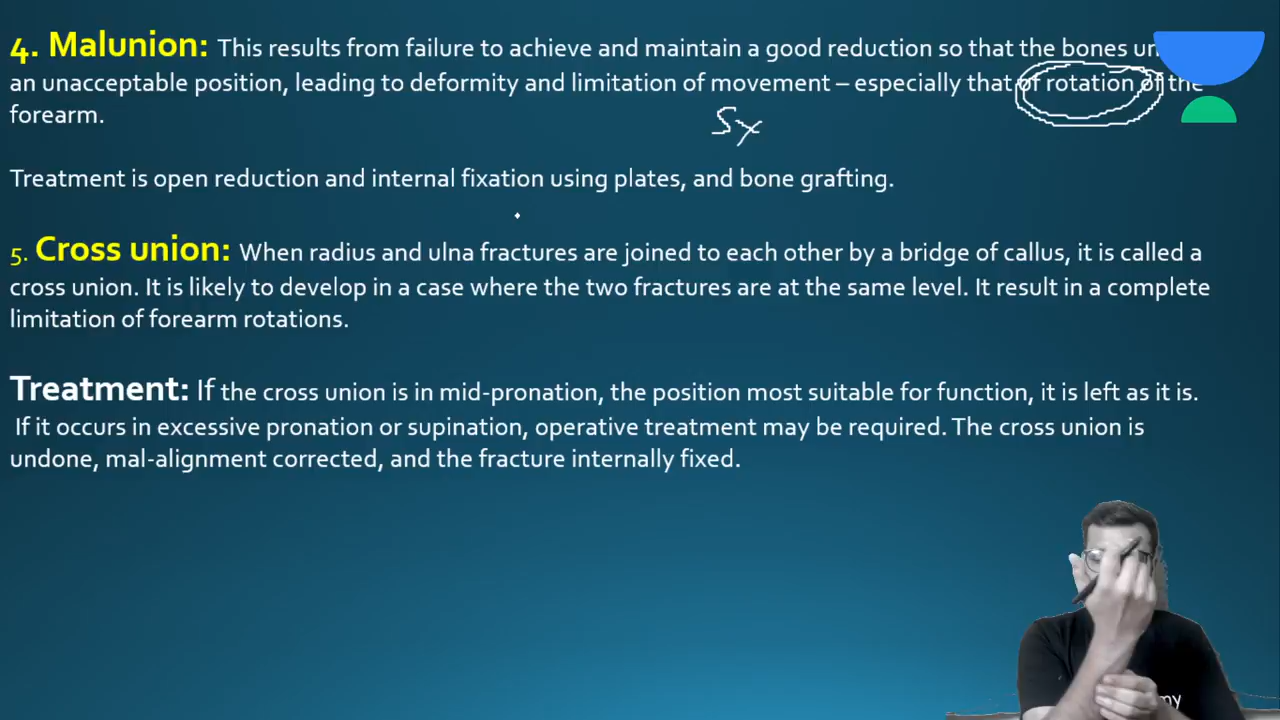 4. Malunion: This results from failure to achieve and maintain a good reduction so that the bones
an unacceptable position, leading to deformity and limitation of movement – especially that of rotation of the
forearm.
Sx
Treatment is open reduction and internal fixation using plates, and bone grafting.
5. Cross union: When radius and ulna fractures are joined to each other by a bridge of callus, it is called a
cross union. It is likely to develop in a case where the two fractures are at the same level. It result in a complete
limitation of forearm rotations.
Treatment: If the cross union is in mid-pronation, the position most suitable for function, it is left as it is.
If it occurs in excessive pronation or supination, operative treatment may be required. The cross union is
undone, mal-alignment corrected, and the fracture internally fixed.
my